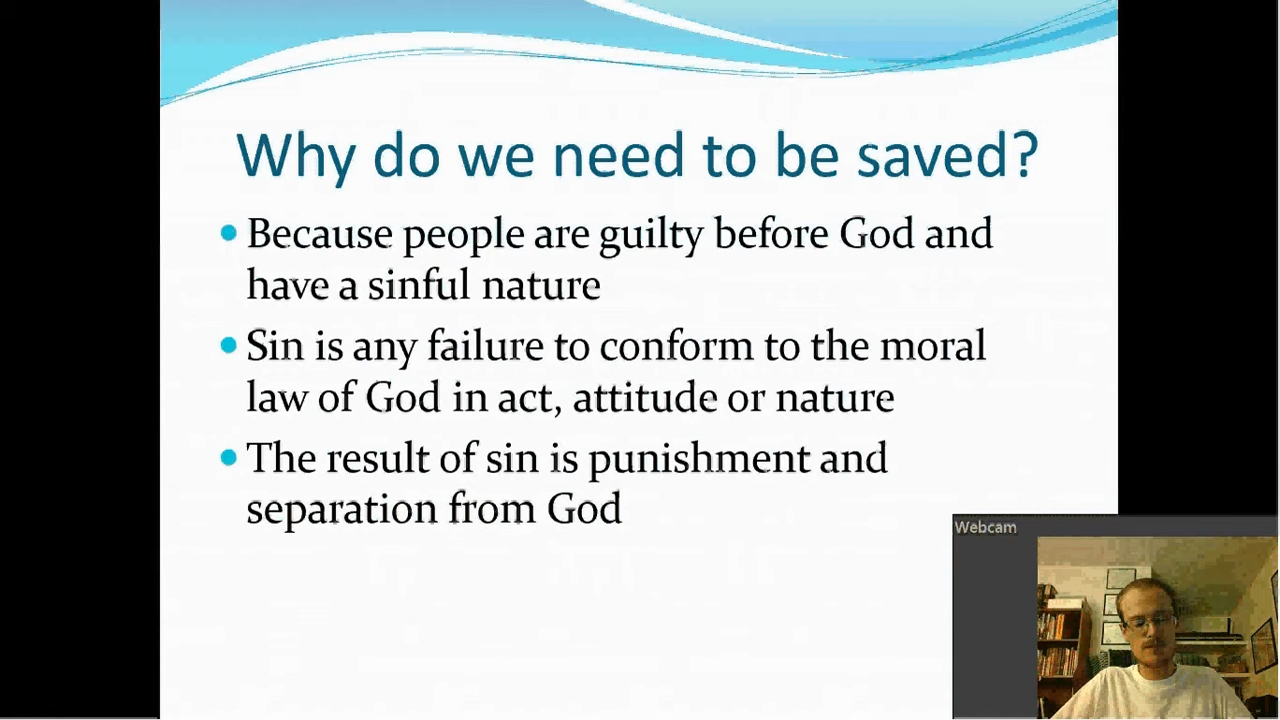 Why do we need to be saved?
Because people are guilty before God and
have a sinful nature
Sin is any failure to conform to the moral
law of God in act, attitude or nature
The result of sin is punishment and
separation from God
Webcam